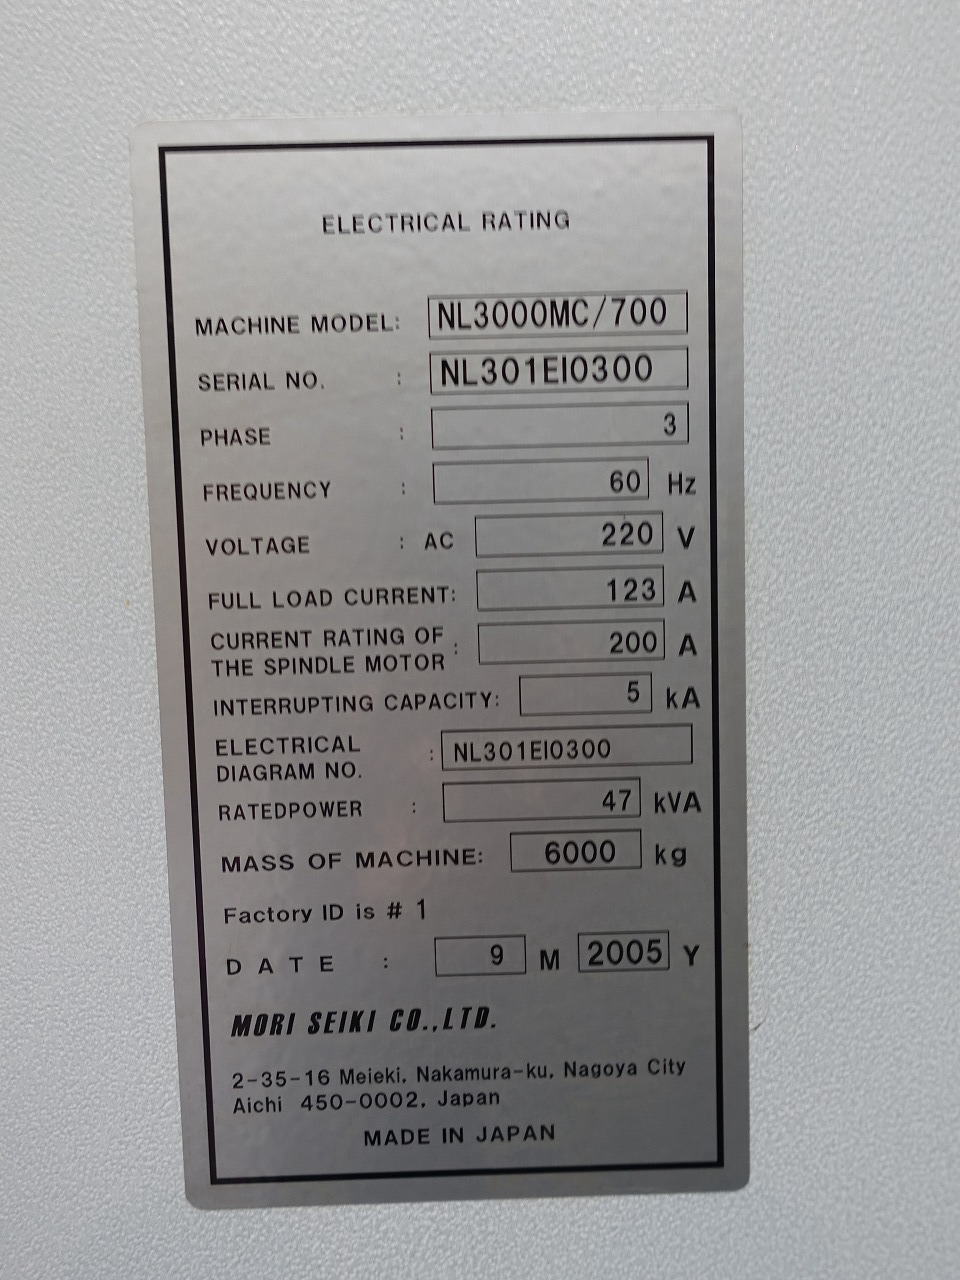 ELECTRICAL RATING
MACHINE MODEL: NL3000MC/700
SERIAL NO. : NL301EI0300
PHASE : 3
FREQUENCY : 60 Hz
VOLTAGE : AC 220 V
FULL LOAD CURRENT: 123 A
CURRENT RATING OF
THE SPINDLE MOTOR : 200 A
INTERRUPTING CAPACITY: 5 kA
ELECTRICAL
DIAGRAM NO. : NL301EI0300
RATEDPOWER : 47 kVA
MASS OF MACHINE: 6000 kg
Factory ID is # 1
DATE : 9 M 2005 Y
MORI SEIKI CO.,LTD.
2-35-16 Meieki, Nakamura-ku, Nagoya City
Aichi 450-0002, Japan
MADE IN JAPAN